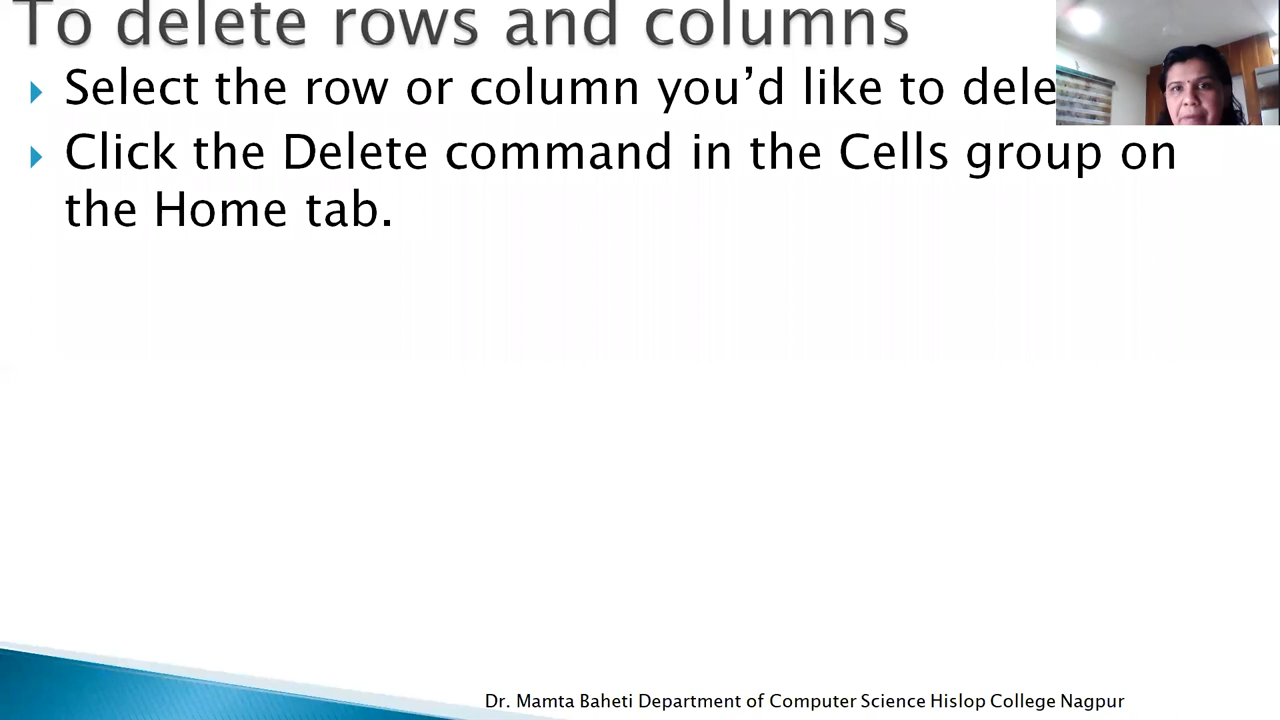 To delete rows and columns
Select the row or column you’d like to
Click the Delete command in the Cells group on
the Home tab.
Dr. Mamta Baheti Department of Computer Science Hislop College Nagpur